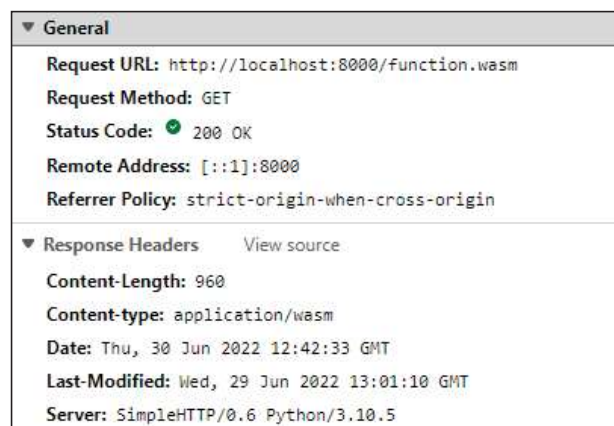 General
Request URL: http://localhost:8000/function.wasm
Request Method: GET
Status Code: 200 OK
Remote Address: [::1]:8000
Referrer Policy: strict-origin-when-cross-origin
Response Headers View source
Content-Length: 960
Content-type: application/wasm
Date: Thu, 30 Jun 2022 12:42:33 GMT
Last-Modified: Wed, 29 Jun 2022 13:01:10 GMT
Server: SimpleHTTP/0.6 Python/3.10.5